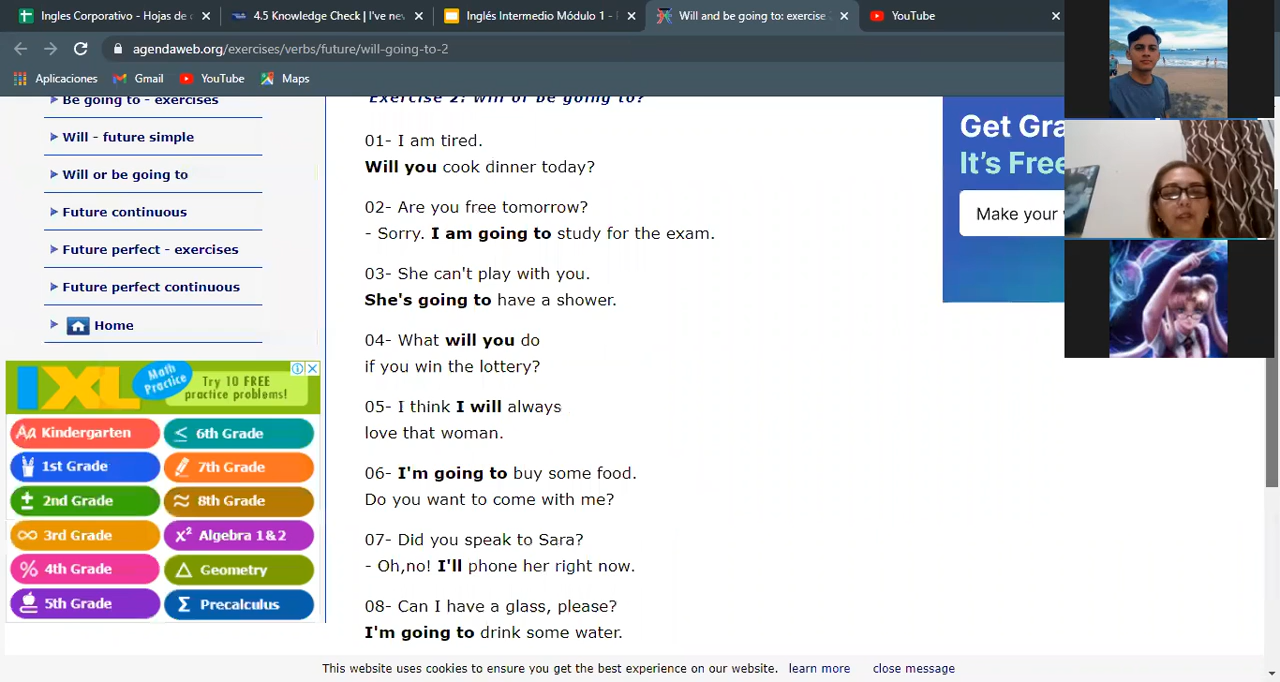 Ingles Corporativo - Hojas de
4.5 Knowledge Check | I've nev
Inglés Intermedio Módulo 1 -
Will and be going to: exercise 2
YouTube
agendaweb.org/exercises/verbs/future/will-going-to-2
Aplicaciones
Gmail
YouTube
Maps
Be going to - exercises
Will - future simple
Will or be going to
Future continuous
Future perfect - exercises
Future perfect continuous
Home
IXL
Math
Practice
Try 10 FREE
practice problems!
Aa Kindergarten
≤ 6th Grade
1st Grade
7th Grade
2nd Grade
≈ 8th Grade
∞ 3rd Grade
x² Algebra 1&2
% 4th Grade
△ Geometry
5th Grade
Σ Precalculus
Exercise 2: Will or be going to?
01- I am tired.
Will you cook dinner today?
02- Are you free tomorrow?
- Sorry. I am going to study for the exam.
03- She can't play with you.
She's going to have a shower.
04- What will you do
if you win the lottery?
05- I think I will always
love that woman.
06- I'm going to buy some food.
Do you want to come with me?
07- Did you speak to Sara?
- Oh,no! I'll phone her right now.
08- Can I have a glass, please?
I'm going to drink some water.
Get Gra
It's Free
Make your
This website uses cookies to ensure you get the best experience on our website. learn more close message